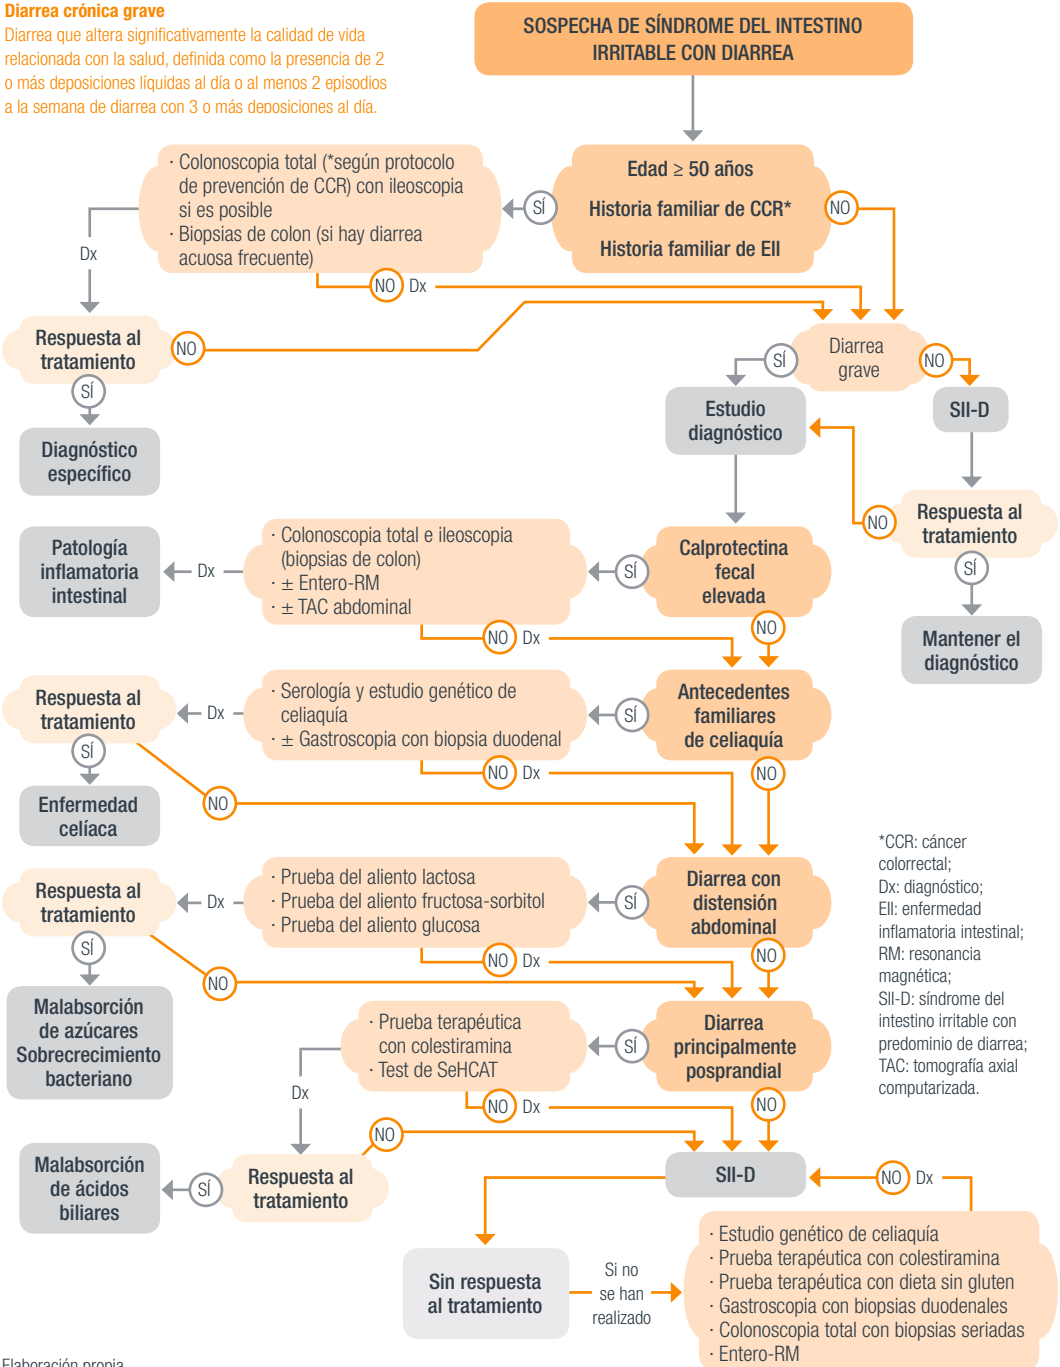 Diarrea crónica grave
Diarrea que altera significativamente la calidad de vida
relacionada con la salud, definida como la presencia de 2
o más deposiciones líquidas al día o al menos 2 episodios
a la semana de diarrea con 3 o más deposiciones al día.
SOSPECHA DE SÍNDROME DEL INTESTINO
IRRITABLE CON DIARREA
· Colonoscopia total (*según protocolo
de prevención de CCR) con ileoscopia
si es posible
· Biopsias de colon (si hay diarrea
acuosa frecuente)
SÍ
Edad ≥ 50 años
Historia familiar de CCR*
Historia familiar de EII
NO
Dx
NO Dx
Respuesta al
tratamiento
NO
SÍ
Diagnóstico
específico
Diarrea
grave
SÍ
NO
Estudio
diagnóstico
SII-D
NO
Respuesta al
tratamiento
SÍ
Mantener el
diagnóstico
Patología
inflamatoria
intestinal
Dx
· Colonoscopia total e ileoscopia
(biopsias de colon)
· ± Entero-RM
· ± TAC abdominal
SÍ
Calprotectina
fecal
elevada
NO
NO Dx
Respuesta al
tratamiento
Dx
· Serología y estudio genético de
celiaquía
· ± Gastroscopia con biopsia duodenal
SÍ
Antecedentes
familiares
de celiaquía
SÍ
NO Dx
NO
Enfermedad
celíaca
NO
Respuesta al
tratamiento
Dx
· Prueba del aliento lactosa
· Prueba del aliento fructosa-sorbitol
· Prueba del aliento glucosa
SÍ
Diarrea con
distensión
abdominal
SÍ
NO Dx
NO
NO
Malabsorción
de azúcares
Sobrecrecimiento
bacteriano
· Prueba terapéutica
con colestiramina
· Test de SeHCAT
SÍ
Diarrea
principalmente
posprandial
Dx
NO Dx
NO
NO
Malabsorción
de ácidos
biliares
SÍ
Respuesta al
tratamiento
SII-D
NO Dx
Sin respuesta
al tratamiento
Si no
se han
realizado
· Estudio genético de celiaquía
· Prueba terapéutica con colestiramina
· Prueba terapéutica con dieta sin gluten
· Gastroscopia con biopsias duodenales
· Colonoscopia total con biopsias seriadas
· Entero-RM
*CCR: cáncer
colorrectal;
Dx: diagnóstico;
EII: enfermedad
inflamatoria intestinal;
RM: resonancia
magnética;
SII-D: síndrome del
intestino irritable con
predominio de diarrea;
TAC: tomografía axial
computarizada.
Elaboración propia